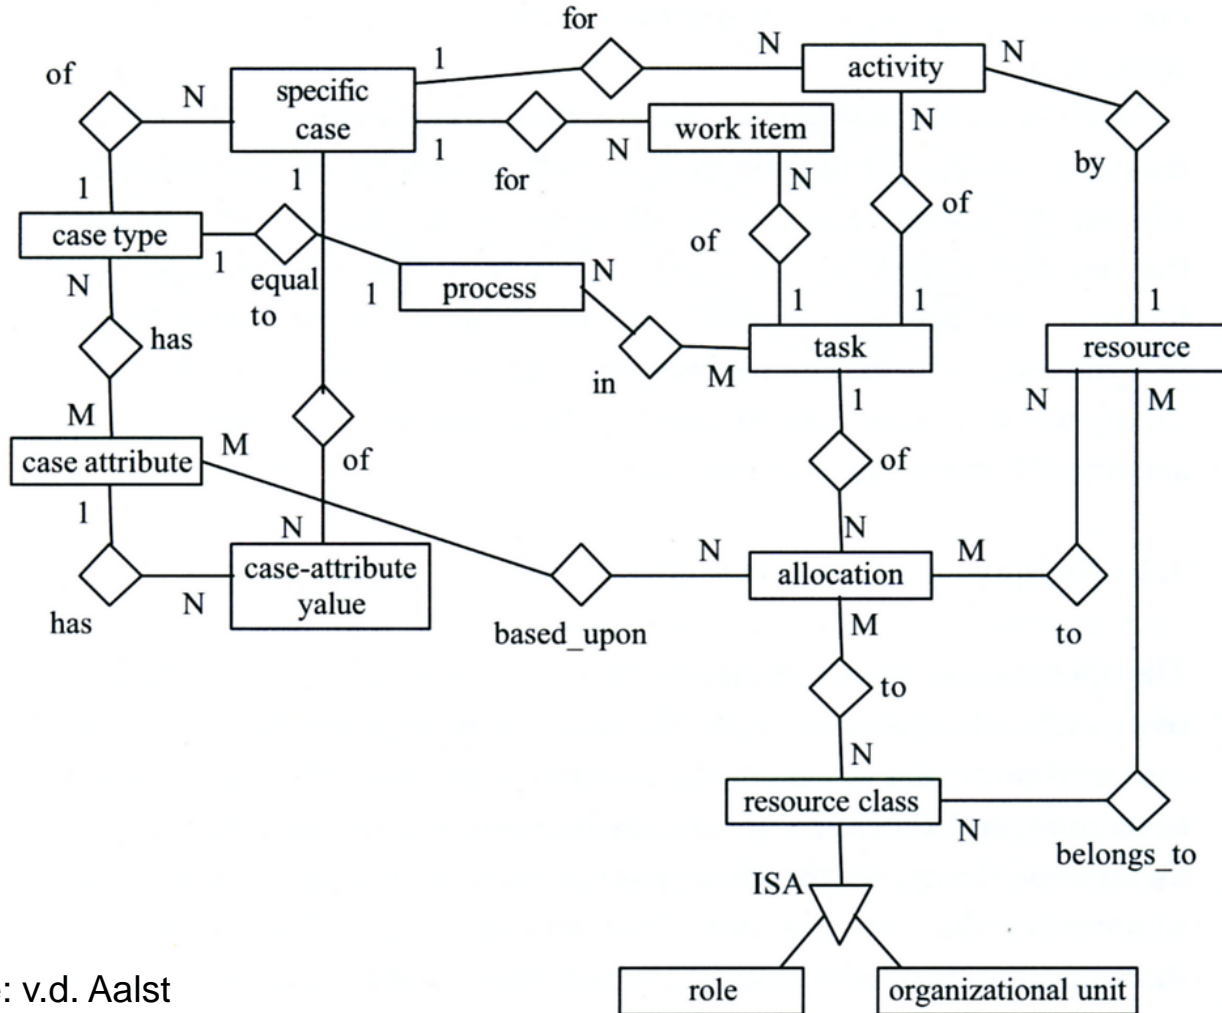 for
1
N
activity
N
of
N
specific
case
1
for
N
work item
N
by
1
N
of
N
of
1
case type
1
equal
to
1
process
N
in
M
1
1
task
1
resource
N
has
M
1
N
M
case attribute
M
of
of
1
N
N
case-attribute
yalue
N
has
based_upon
N
allocation
M
to
M
to
N
resource class
N
belongs_to
ISA
role
organizational unit
: v.d. Aalst